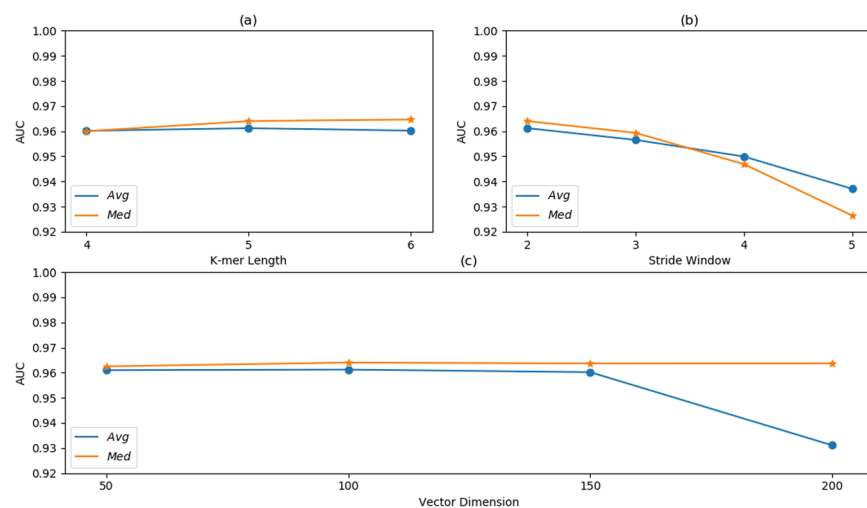 (a)
1.00
0.99
0.98
0.97
0.96
0.95
0.94
0.93
0.92
AUC
Avg
Med
4 5 6
K-mer Length
(b)
1.00
0.99
0.98
0.97
0.96
0.95
0.94
0.93
0.92
AUC
Avg
Med
2 3 4 5
Stride Window
(c)
1.00
0.99
0.98
0.97
0.96
0.95
0.94
0.93
0.92
AUC
Avg
Med
50 100 150 200
Vector Dimension